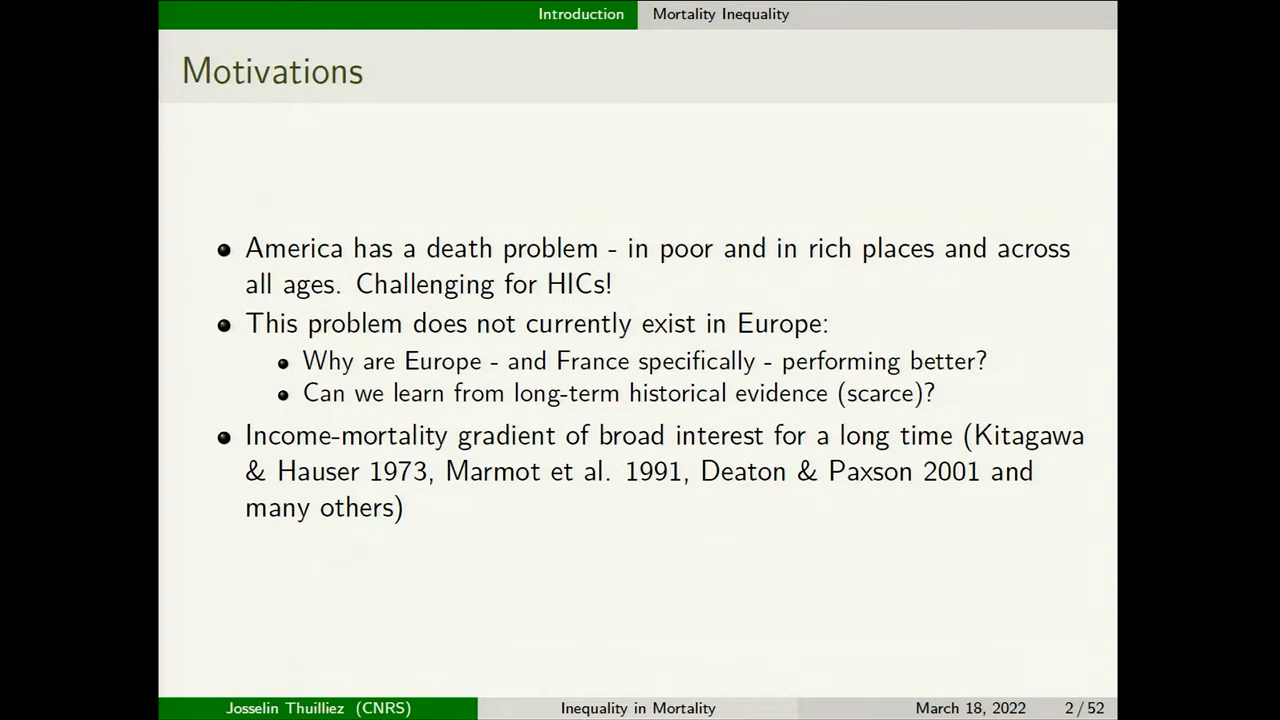 Introduction
Mortality Inequality
Motivations
America has a death problem - in poor and in rich places and across
all ages. Challenging for HICs!
This problem does not currently exist in Europe:
Why are Europe - and France specifically - performing better?
Can we learn from long-term historical evidence (scarce)?
Income-mortality gradient of broad interest for a long time (Kitagawa
& Hauser 1973, Marmot et al. 1991, Deaton & Paxson 2001 and
many others)
Josselin Thuilliez (CNRS)
Inequality in Mortality
March 18, 2022
2 / 52